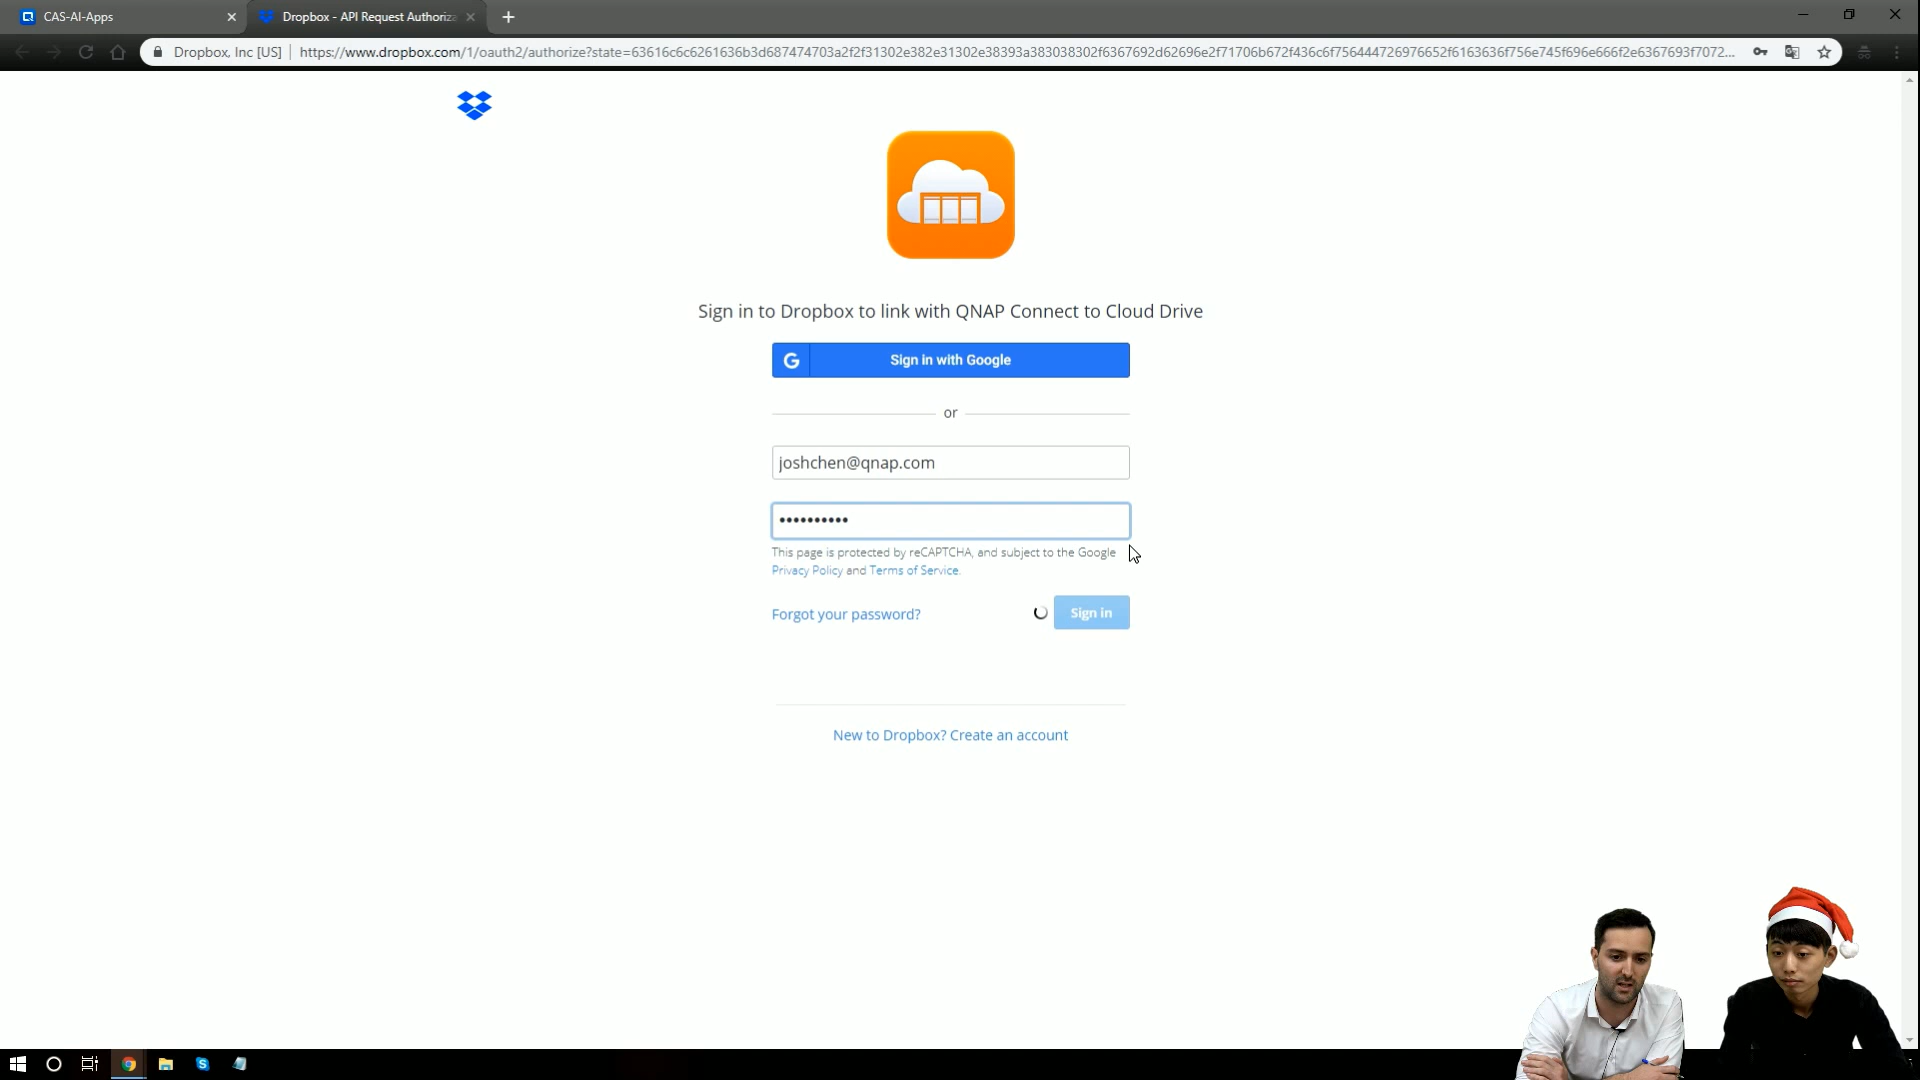 CAS-AI-Apps
Dropbox - API Request Authoriza
Dropbox, Inc [US]
https://www.dropbox.com/1/oauth2/authorize?state=63616c6c6261636b3d687474703a2f2f31302e382e31302e38393a383038302f6367692d62696e2f71706b672f436c6f756444726976652f6163636f756e745f696e666f2e6367693f7072...
Sign in to Dropbox to link with QNAP Connect to Cloud Drive
G
Sign in with Google
or
joshchen@qnap.com
••••••••••
This page is protected by reCAPTCHA, and subject to the Google
Privacy Policy and Terms of Service.
Forgot your password?
Sign in
New to Dropbox? Create an account